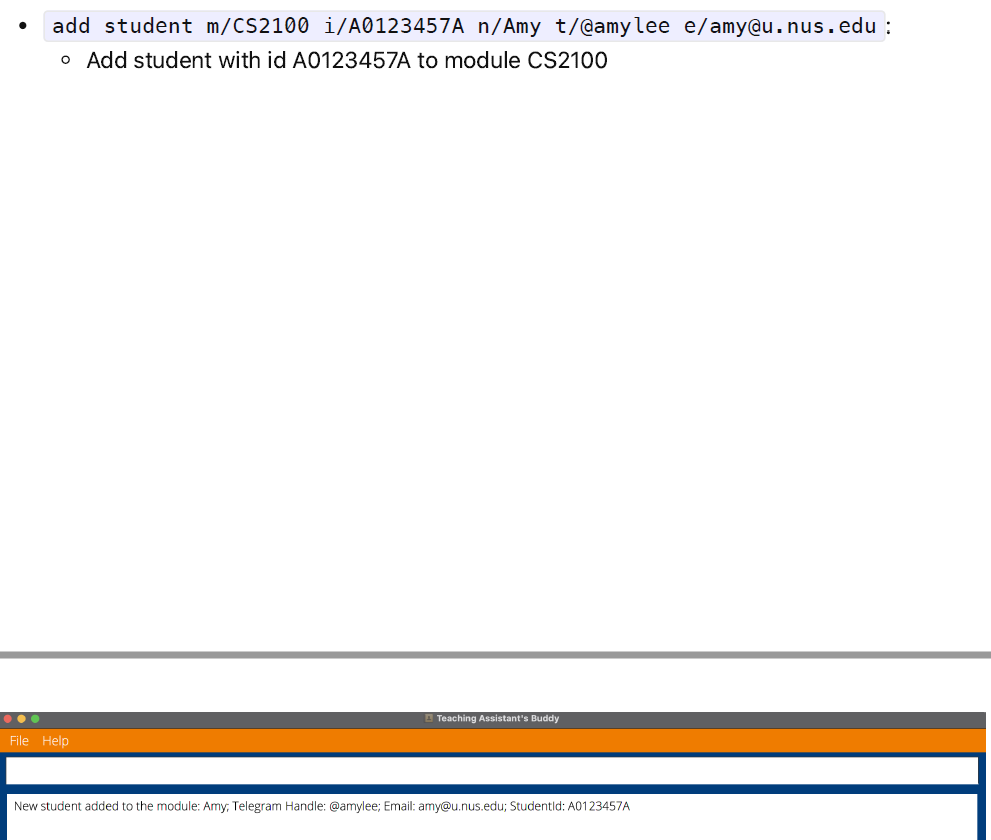 add student m/CS2100 i/A0123457A n/Amy t/@amylee e/amy@u.nus.edu :
Add student with id A0123457A to module CS2100
Teaching Assistant's Buddy
File Help
New student added to the module: Amy; Telegram Handle: @amylee; Email: amy@u.nus.edu; StudentId: A0123457A